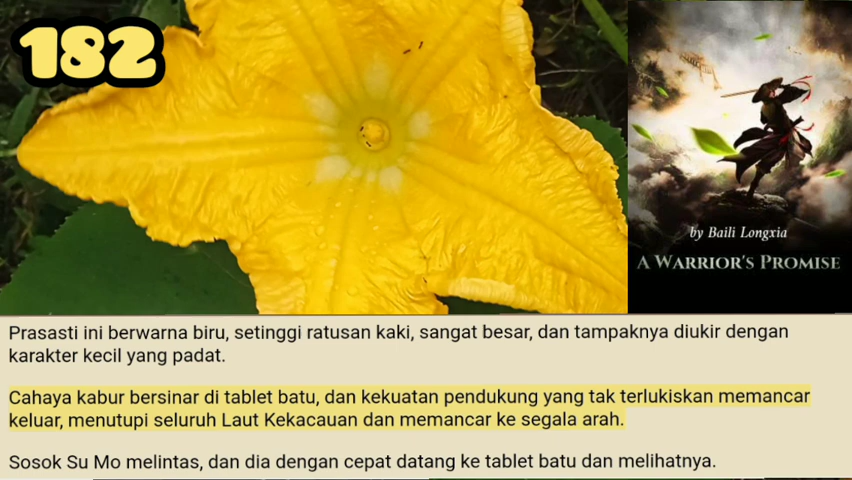 182
by Baili Longxia
A WARRIOR'S PROMISE
Prasasti ini berwarna biru, setinggi ratusan kaki, sangat besar, dan tampaknya diukir dengan
karakter kecil yang padat.
Cahaya kabur bersinar di tablet batu, dan kekuatan pendukung yang tak terlukiskan memancar
keluar, menutupi seluruh Laut Kekacauan dan memancar ke segala arah.
Sosok Su Mo melintas, dan dia dengan cepat datang ke tablet batu dan melihatnya.